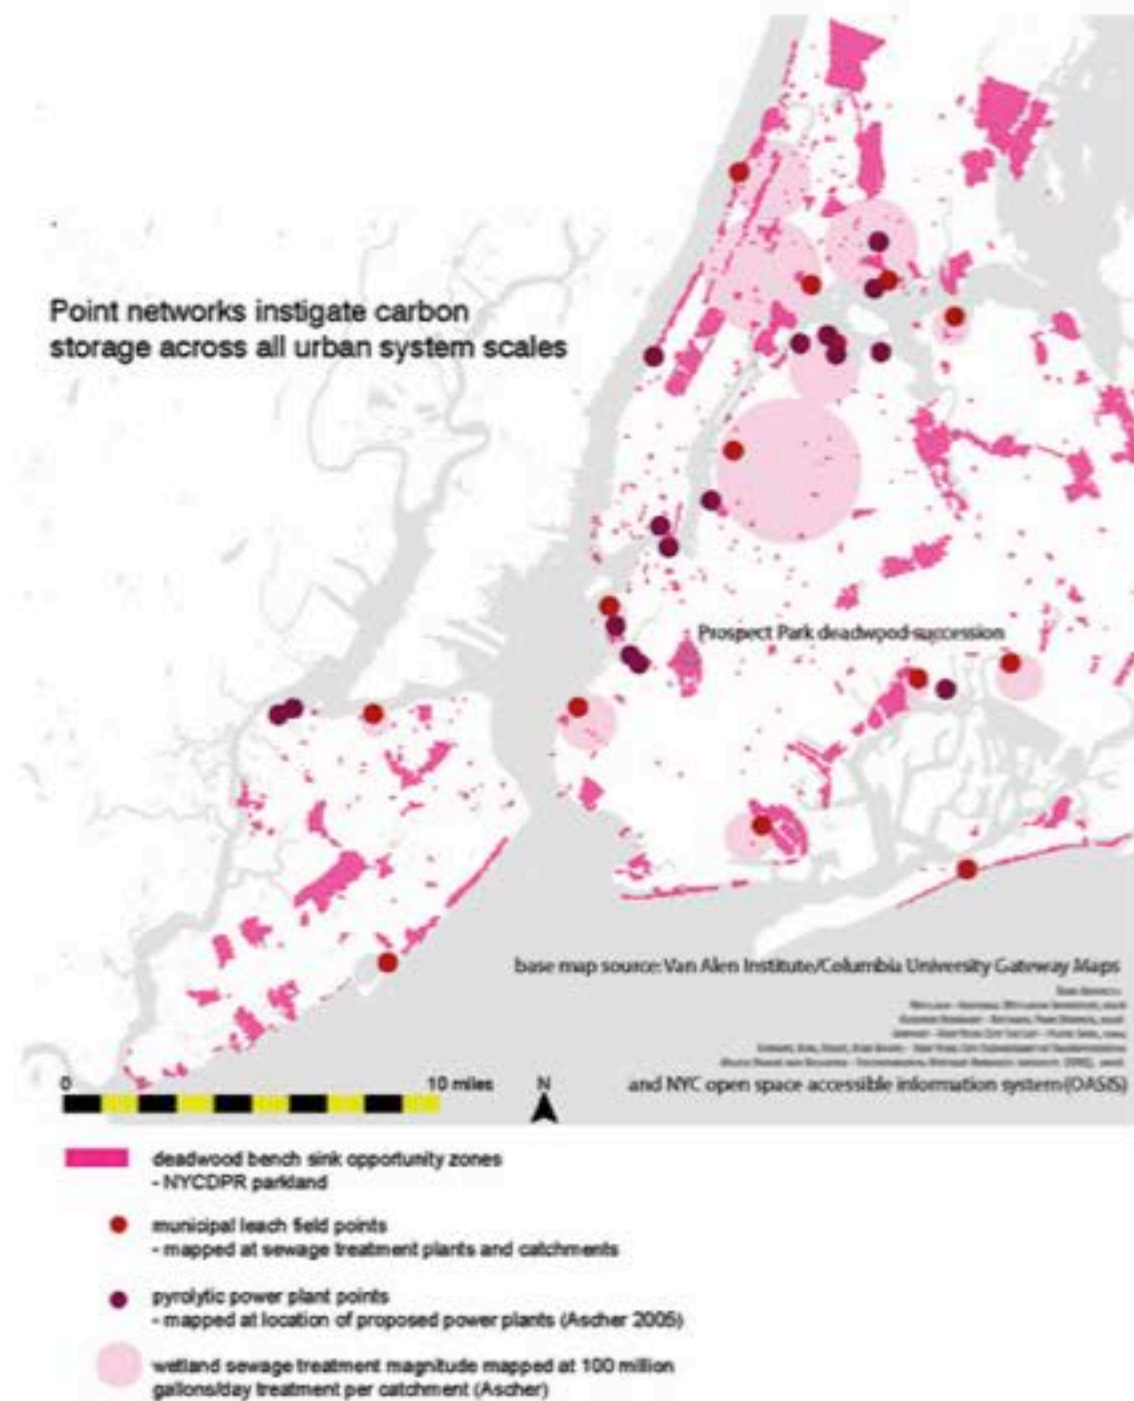 Point networks instigate carbon
storage across all urban system scales
Prospect Park deadwood succession
base map source: Van Alen Institute/Columbia University Gateway Maps
and NYC open space accessible information system (OASIS)
0
10 miles
N
deadwood bench sink opportunity zones
- NYCDPR parkland
municipal leach field points
- mapped at sewage treatment plants and catchments
pyrolytic power plant points
- mapped at location of proposed power plants (Ascher 2005)
wetland sewage treatment magnitude mapped at 100 million
gallons/day treatment per catchment (Ascher)